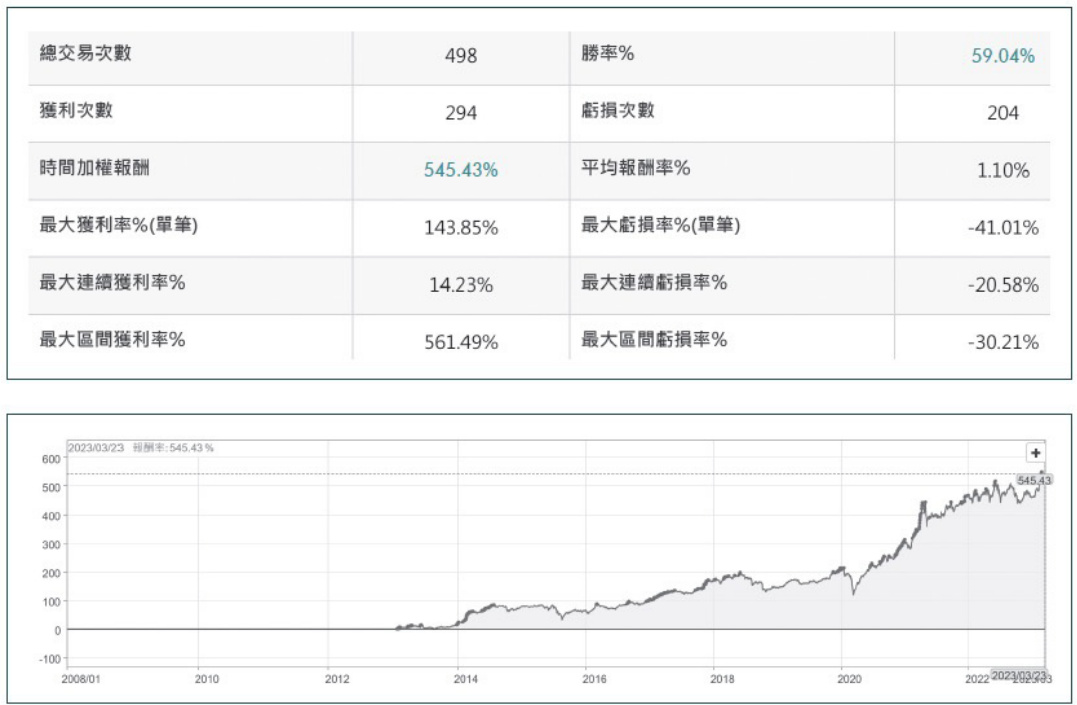 總交易次數 498 勝率% 59.04%
獲利次數 294 虧損次數 204
時間加權報酬 545.43% 平均報酬率% 1.10%
最大獲利率%(單筆) 143.85% 最大虧損率%(單筆) -41.01%
最大連續獲利率% 14.23% 最大連續虧損率% -20.58%
最大區間獲利率% 561.49% 最大區間虧損率% -30.21%
2023/03/23 報酬率:545.43 %
+
600
545.43
500
400
300
200
100
0
-100
2008/01 2010 2012 2014 2016 2018 2020 2022 2023/03/23